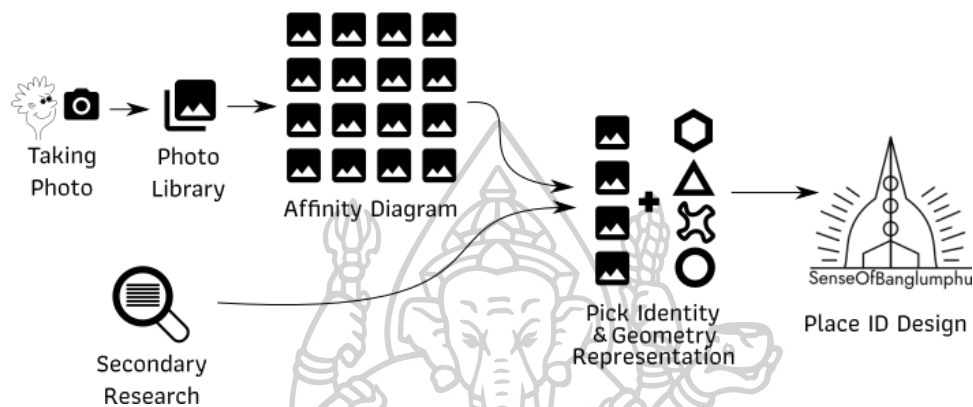 Taking
Photo
Photo
Library
Affinity Diagram
Secondary
Research
Pick Identity
& Geometry
Representation
SenseOfBanglumphu
Place ID Design